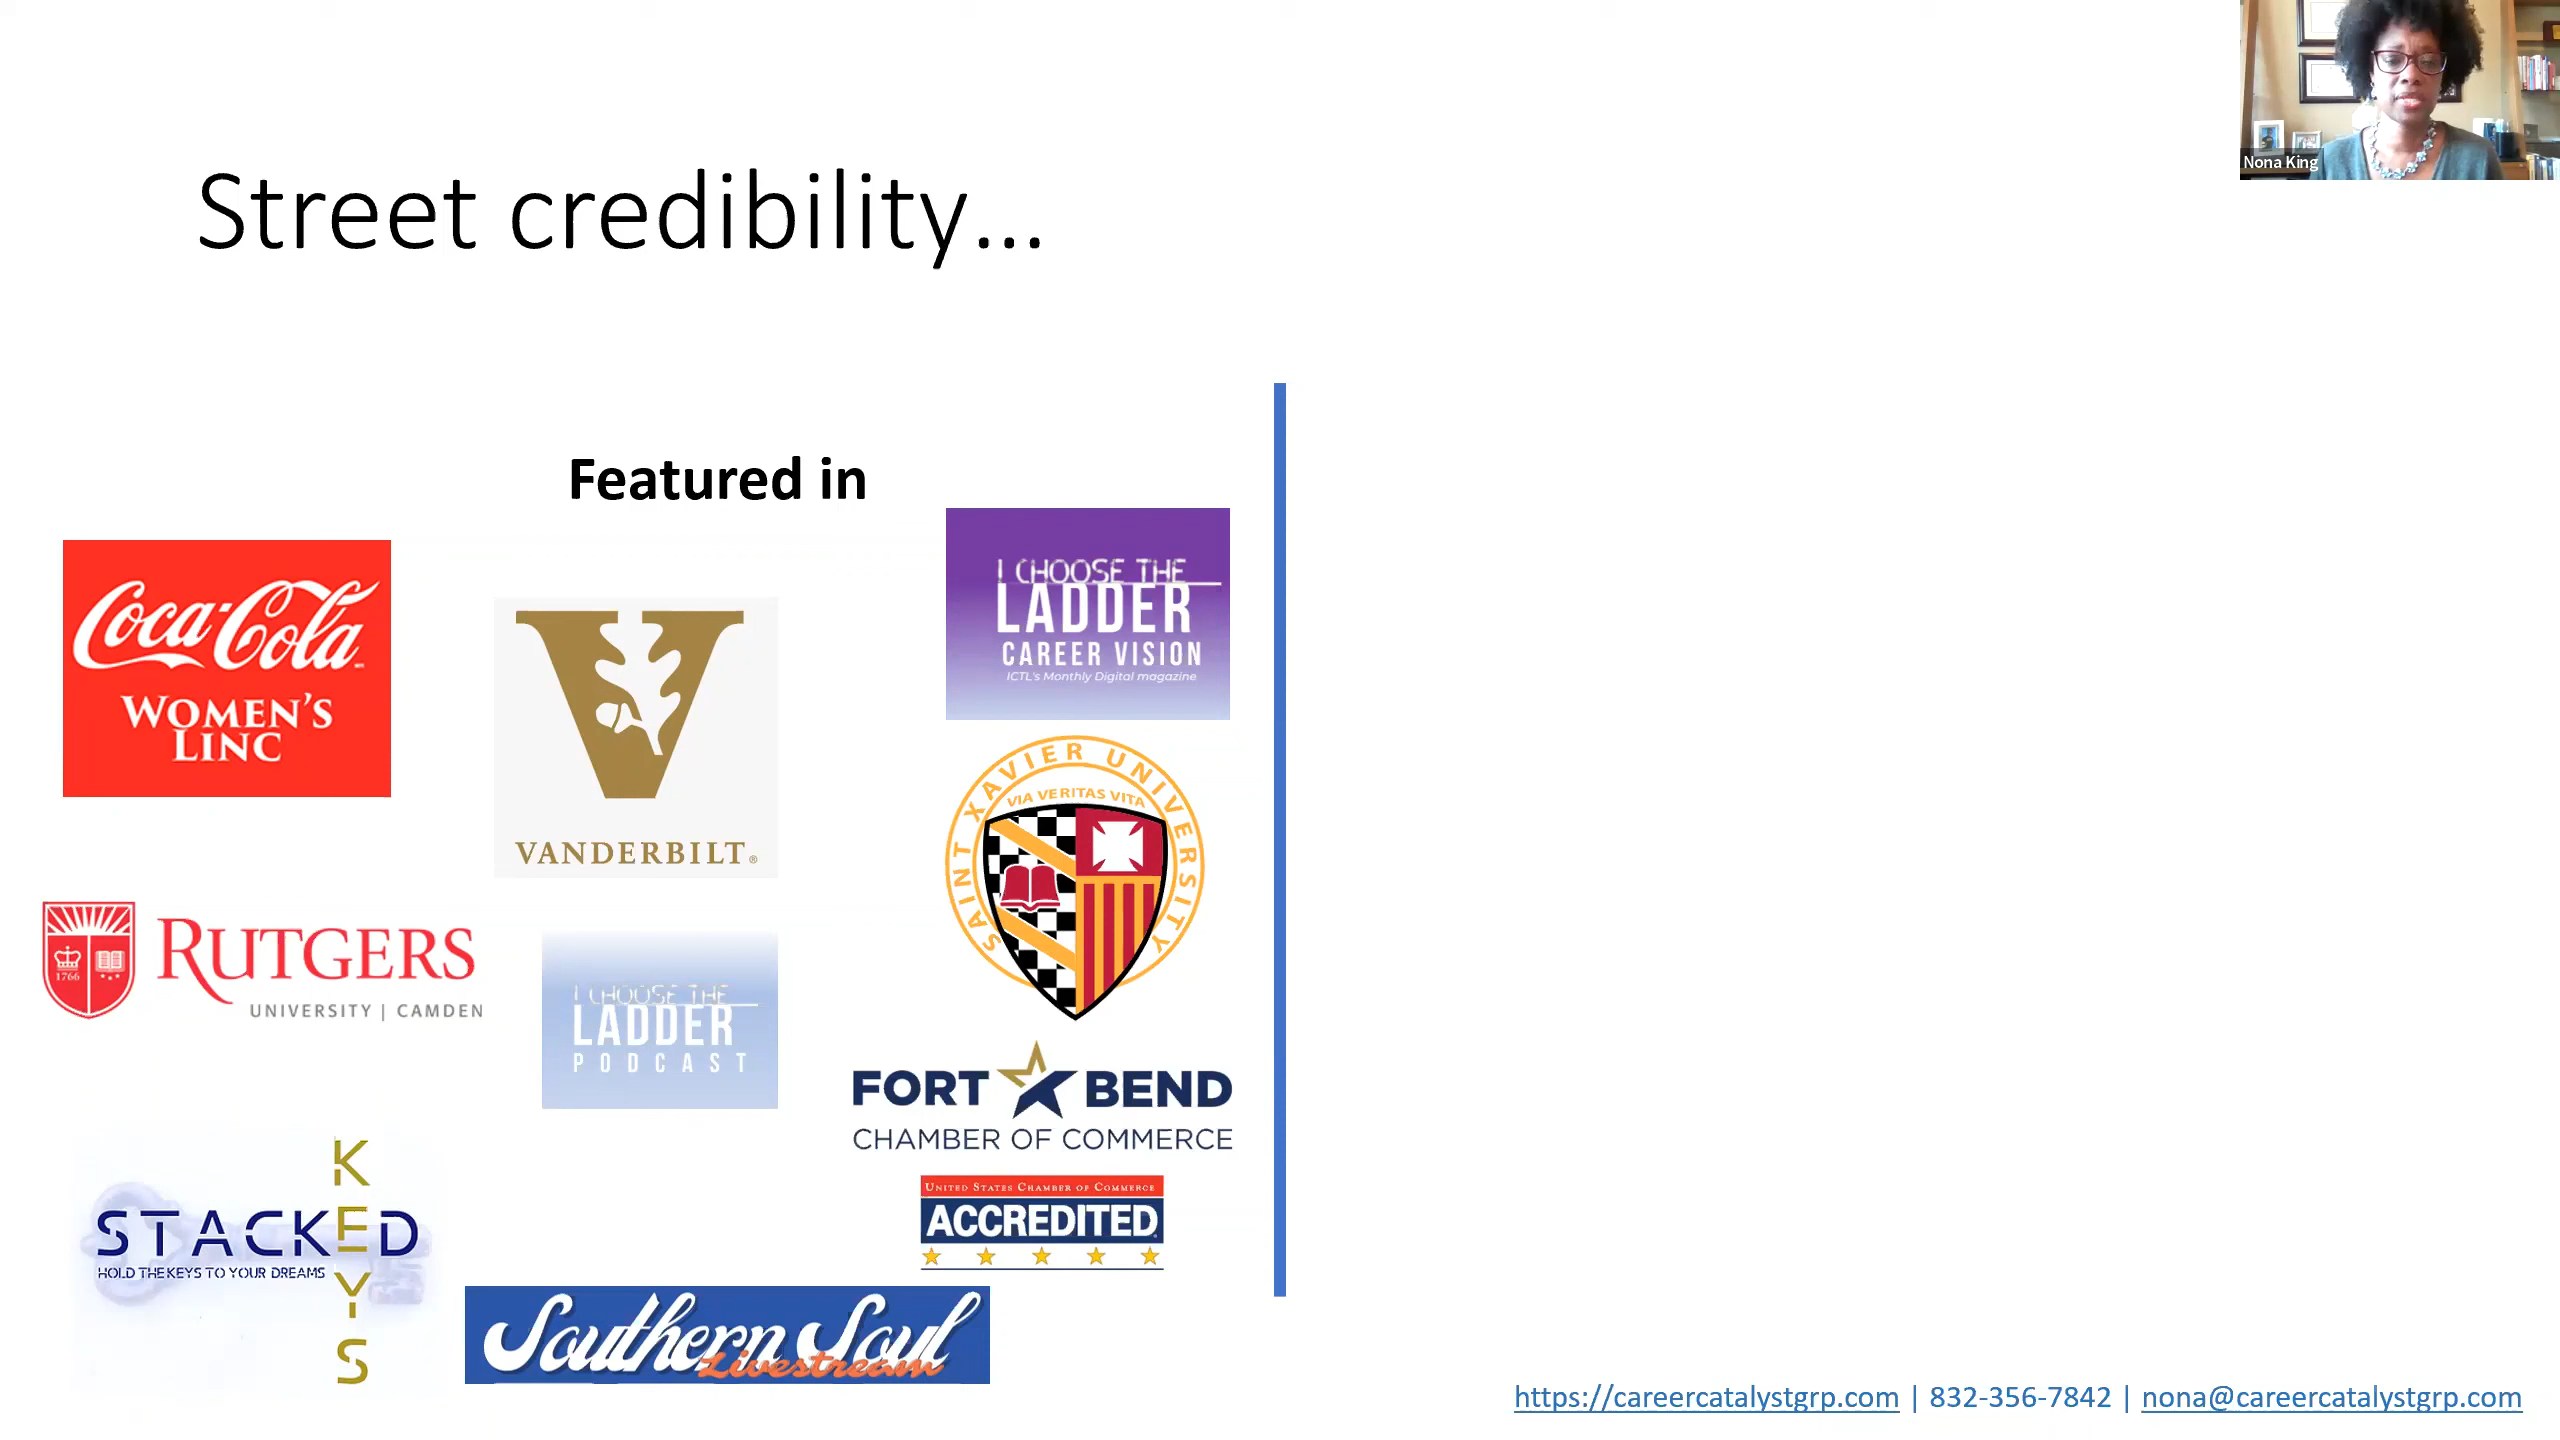 Nona King
Street credibility...
Featured in
Coca-Cola
WOMEN'S
LINC
VANDERBILT®
I CHOOSE THE
LADDER
CAREER VISION
ICTL's Monthly Digital magazine
SAINT XAVIER UNIVERSITY
VIA VERITAS VITA
1766
RUTGERS
UNIVERSITY | CAMDEN
I CHOOSE THE
LADDER
PODCAST
FORT BEND
CHAMBER OF COMMERCE
UNITED STATES CHAMBER OF COMMERCE
ACCREDITED
STACKED
KEYS
HOLD THE KEYS TO YOUR DREAMS
Southern Soul
Livestream
https://careercatalystgrp.com | 832-356-7842 | nona@careercatalystgrp.com